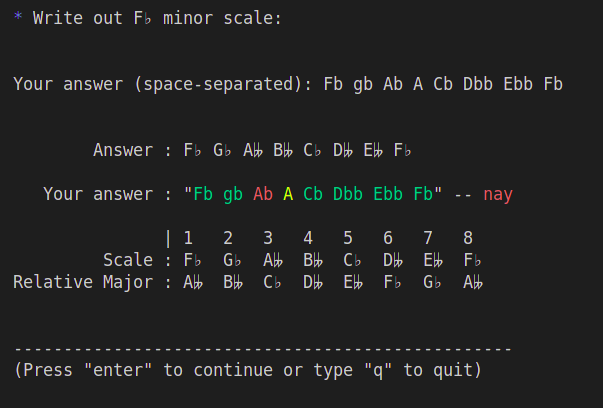 * Write out F♭ minor scale:
Your answer (space-separated): Fb gb Ab A Cb Dbb Ebb Fb
Answer : F♭ G♭ A𝄫 B𝄫 C♭ D𝄫 E𝄫 F♭
Your answer : "Fb gb Ab A Cb Dbb Ebb Fb" -- nay
| 1 2 3 4 5 6 7 8
Scale : F♭ G♭ A𝄫 B𝄫 C♭ D𝄫 E𝄫 F♭
Relative Major : A𝄫 B𝄫 C♭ D𝄫 E𝄫 F♭ G♭ A𝄫
--------------------------------------------------
(Press "enter" to continue or type "q" to quit)